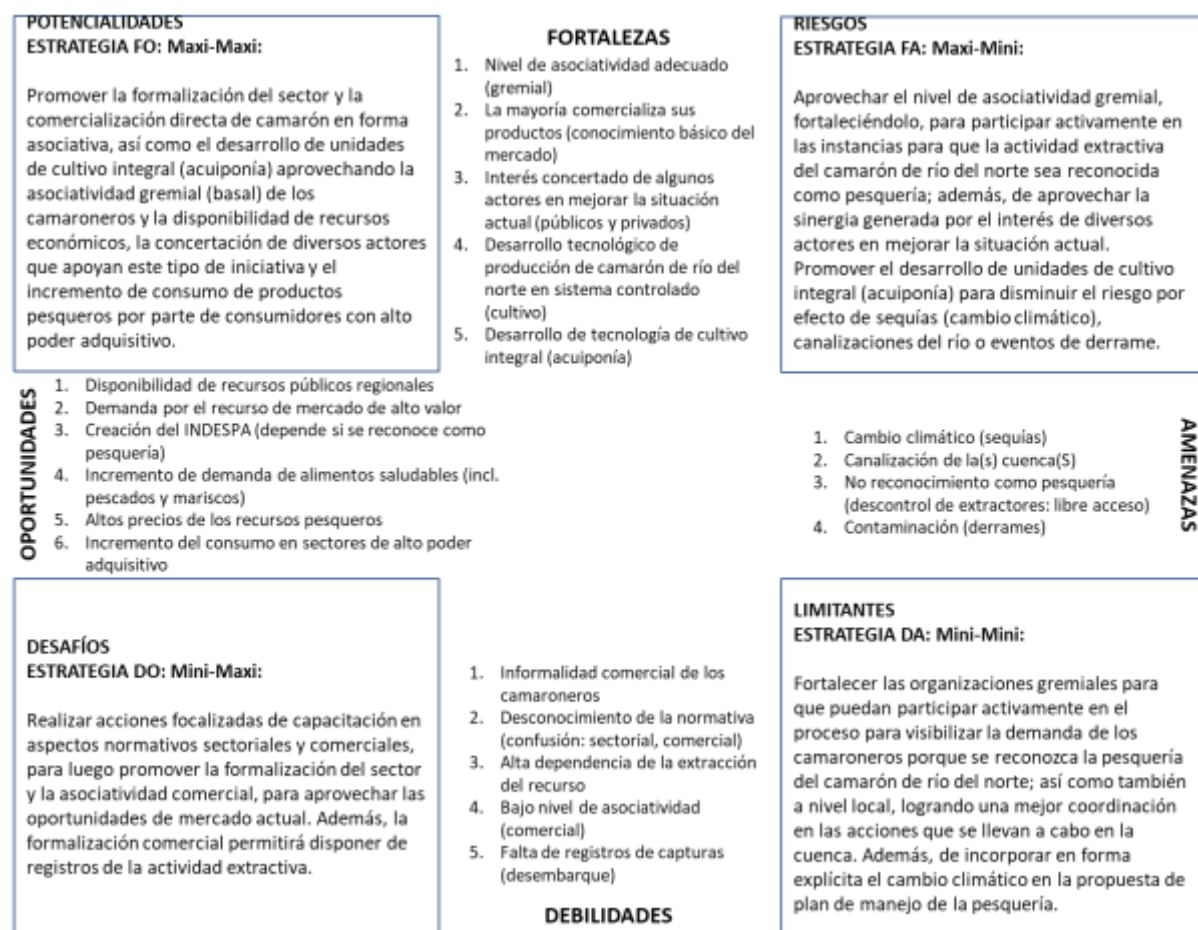 POTENCIALIDADES
ESTRATEGIA FO: Maxi-Maxi:
Promover la formalización del sector y la
comercialización directa de camarón en forma
asociativa, así como el desarrollo de unidades
de cultivo integral (acuiponía) aprovechando la
asociatividad gremial (basal) de los
camaroneros y la disponibilidad de recursos
económicos, la concertación de diversos actores
que apoyan este tipo de iniciativa y el
incremento de consumo de productos
pesqueros por parte de consumidores con alto
poder adquisitivo.
FORTALEZAS
1. Nivel de asociatividad adecuado
(gremial)
2. La mayoría comercializa sus
productos (conocimiento básico del
mercado)
3. Interés concertado de algunos
actores en mejorar la situación
actual (públicos y privados)
4. Desarrollo tecnológico de
producción de camarón de río del
norte en sistema controlado
(cultivo)
5. Desarrollo de tecnología de cultivo
integral (acuiponía)
RIESGOS
ESTRATEGIA FA: Maxi-Mini:
Aprovechar el nivel de asociatividad gremial,
fortaleciéndolo, para participar activamente en
las instancias para que la actividad extractiva
del camarón de río del norte sea reconocida
como pesquería; además, de aprovechar la
sinergia generada por el interés de diversos
actores en mejorar la situación actual.
Promover el desarrollo de unidades de cultivo
integral (acuiponía) para disminuir el riesgo por
efecto de sequías (cambio climático),
canalizaciones del río o eventos de derrame.
OPORTUNIDADES
1. Disponibilidad de recursos públicos regionales
2. Demanda por el recurso de mercado de alto valor
3. Creación del INDESPA (depende si se reconoce como
pesquería)
4. Incremento de demanda de alimentos saludables (incl.
pescados y mariscos)
5. Altos precios de los recursos pesqueros
6. Incremento del consumo en sectores de alto poder
adquisitivo
1. Cambio climático (sequías)
2. Canalización de la(s) cuenca(S)
3. No reconocimiento como pesquería
(descontrol de extractores: libre acceso)
4. Contaminación (derrames)
AMENAZAS
DESAFÍOS
ESTRATEGIA DO: Mini-Maxi:
Realizar acciones focalizadas de capacitación en
aspectos normativos sectoriales y comerciales,
para luego promover la formalización del sector
y la asociatividad comercial, para aprovechar las
oportunidades de mercado actual. Además, la
formalización comercial permitirá disponer de
registros de la actividad extractiva.
1. Informalidad comercial de los
camaroneros
2. Desconocimiento de la normativa
(confusión: sectorial, comercial)
3. Alta dependencia de la extracción
del recurso
4. Bajo nivel de asociatividad
(comercial)
5. Falta de registros de capturas
(desembarque)
DEBILIDADES
LIMITANTES
ESTRATEGIA DA: Mini-Mini:
Fortalecer las organizaciones gremiales para
que puedan participar activamente en el
proceso para visibilizar la demanda de los
camaroneros porque se reconozca la pesquería
del camarón de río del norte; así como también
a nivel local, logrando una mejor coordinación
en las acciones que se llevan a cabo en la
cuenca. Además, de incorporar en forma
explícita el cambio climático en la propuesta de
plan de manejo de la pesquería.